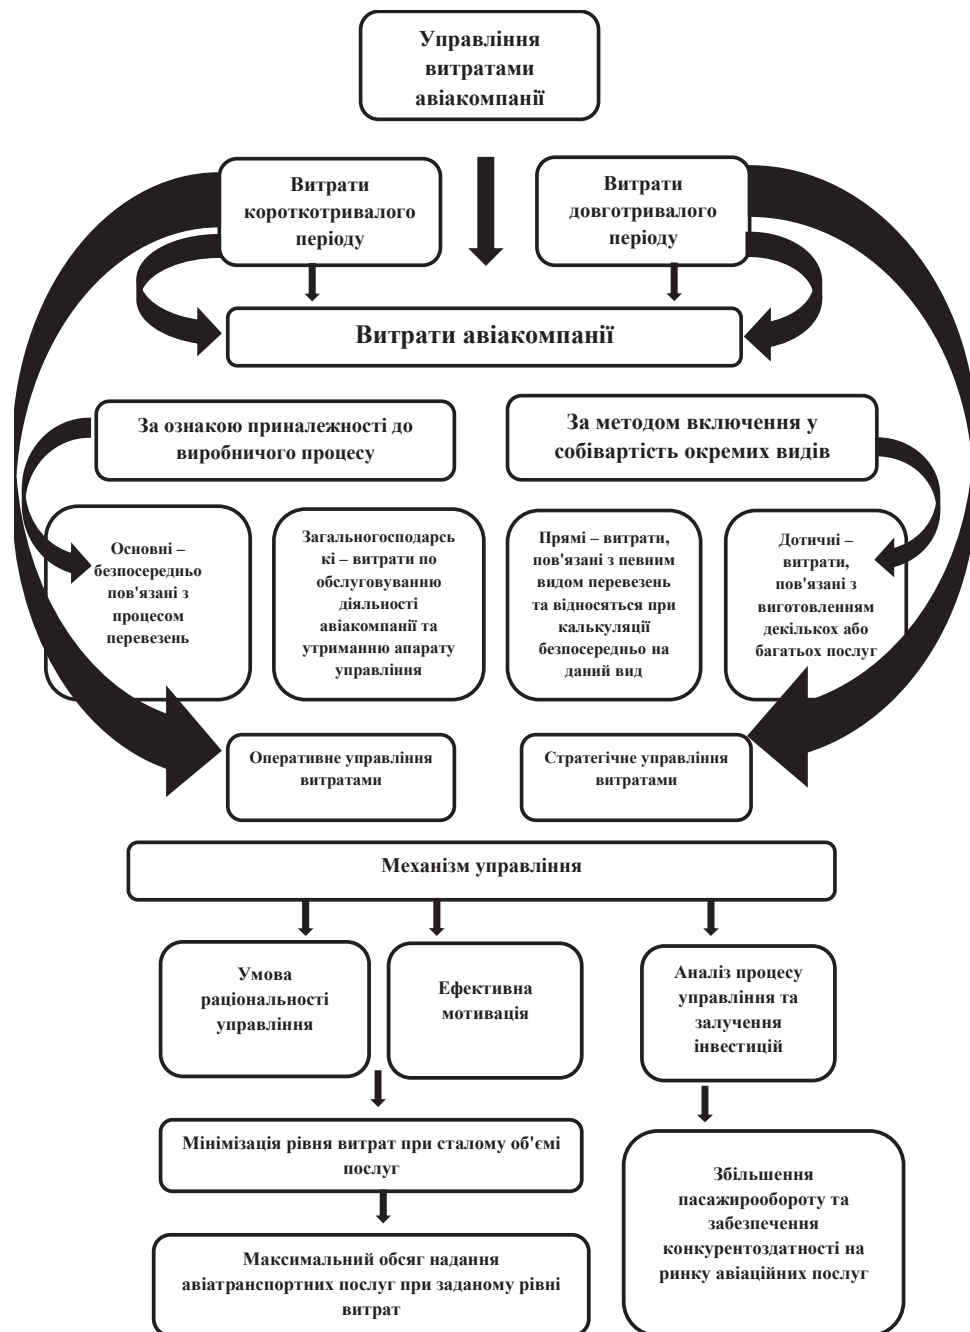 Управління
витратами
авіакомпанії
Витрати
короткотривалого
періоду
Витрати
довготривалого
періоду
Витрати авіакомпанії
За ознакою приналежності до
виробничого процесу
За методом включення у
собівартість окремих видів
Основні –
безпосередньо
пов'язані з
процесом
перевезень
Загальногосподарсь
кі – витрати по
обслуговуванню
діяльності
авіакомпанії та
утриманню апарату
управління
Прямі – витрати,
пов'язані з певним
видом перевезень
та відносяться при
калькуляції
безпосередньо на
даний вид
Дотичні –
витрати,
пов'язані з
виготовленням
декількох або
багатьох послуг
Оперативне управління
витратами
Стратегічне управління
витратами
Механізм управління
Умова
раціональності
управління
Ефективна
мотивація
Аналіз процесу
управління та
залучення
інвестицій
Мінімізація рівня витрат при сталому об'ємі
послуг
Максимальний обсяг надання
авіатранспортних послуг при заданому рівні
витрат
Збільшення
пасажирообороту та
забезпечення
конкурентоздатності на
ринку авіаційних послуг